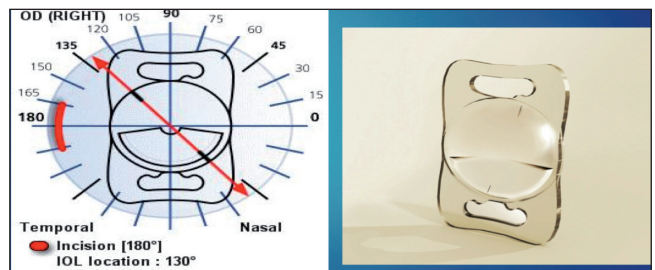 OD (RIGHT)
90
105
75
120
60
135
45
150
30
165
15
180
0
Temporal
Nasal
Incision [180°]
IOL location : 130°